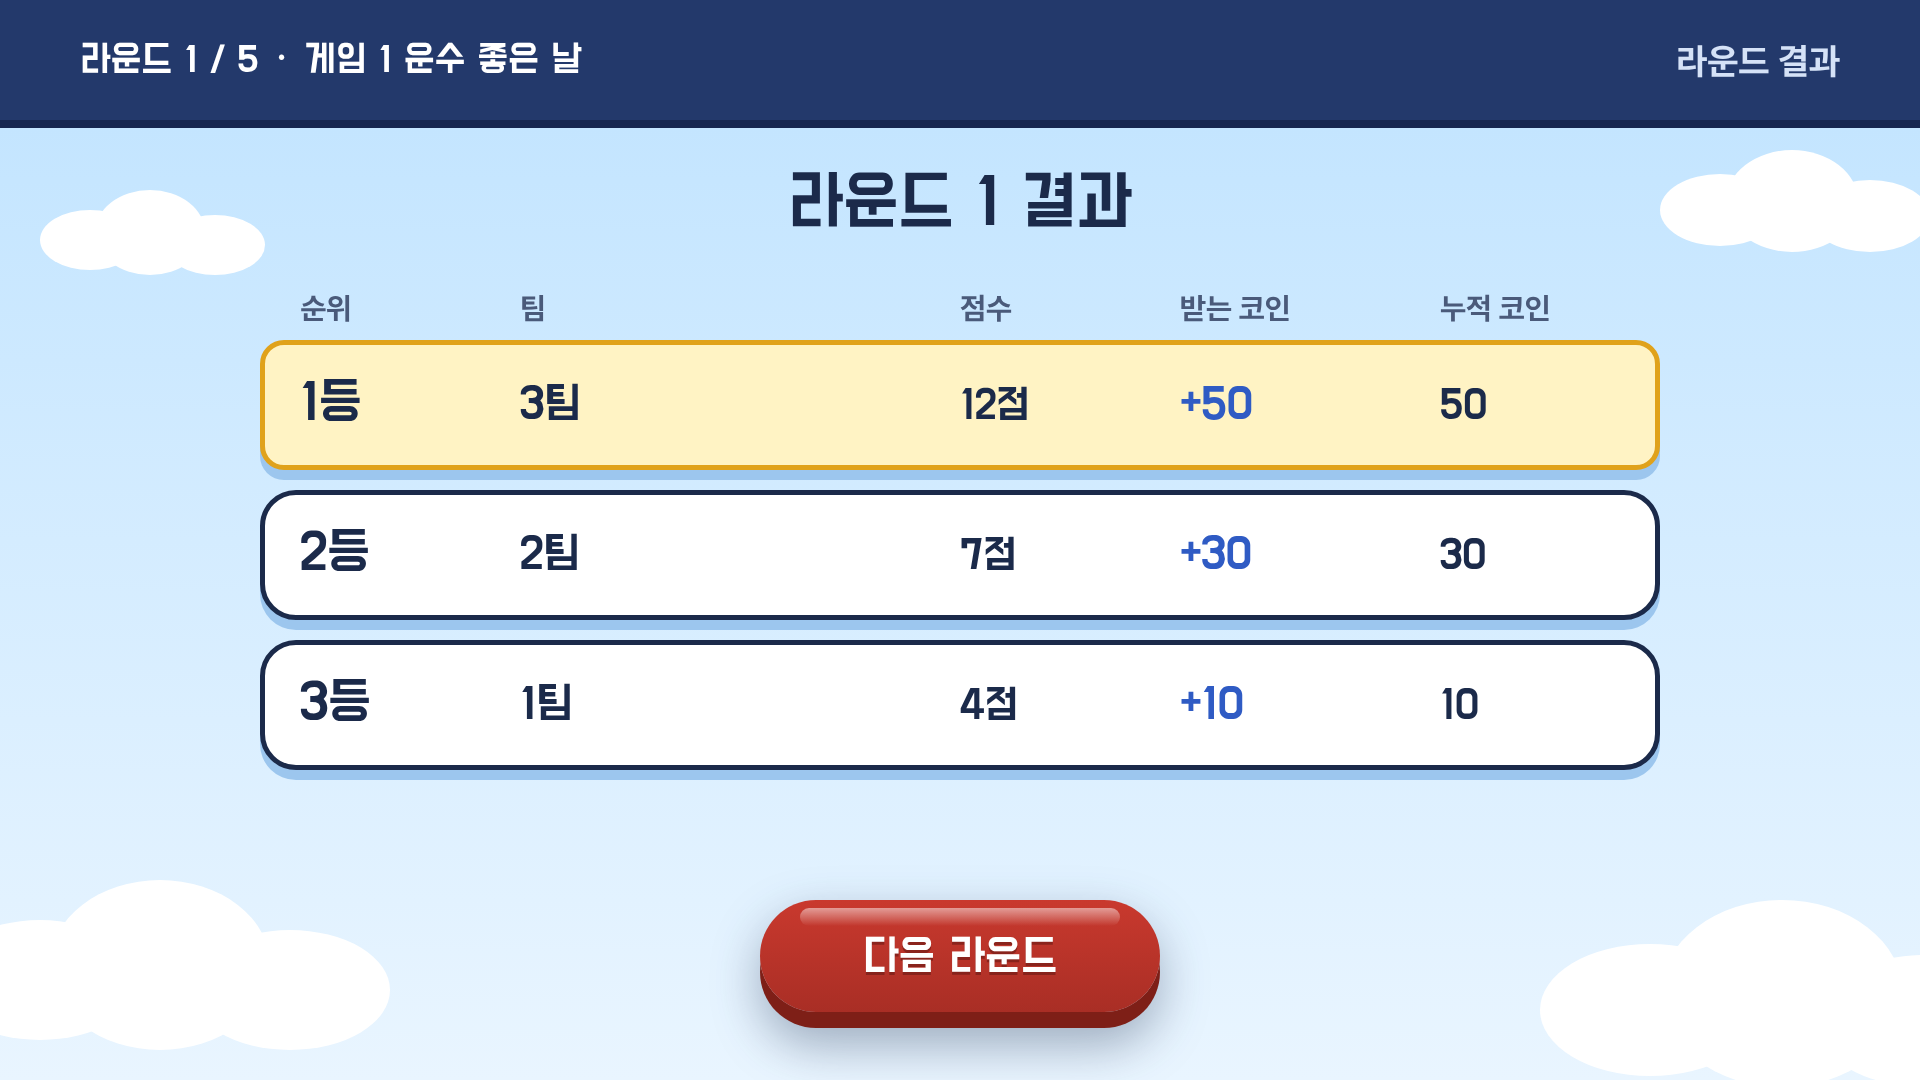 라운드 1 / 5 · 게임 1 운수 좋은 날
라운드 결과
라운드 1 결과
순위 팀 점수 받는 코인 누적 코인
1등 3팀 12점 +50 50
2등 2팀 7점 +30 30
3등 1팀 4점 +10 10
다음 라운드